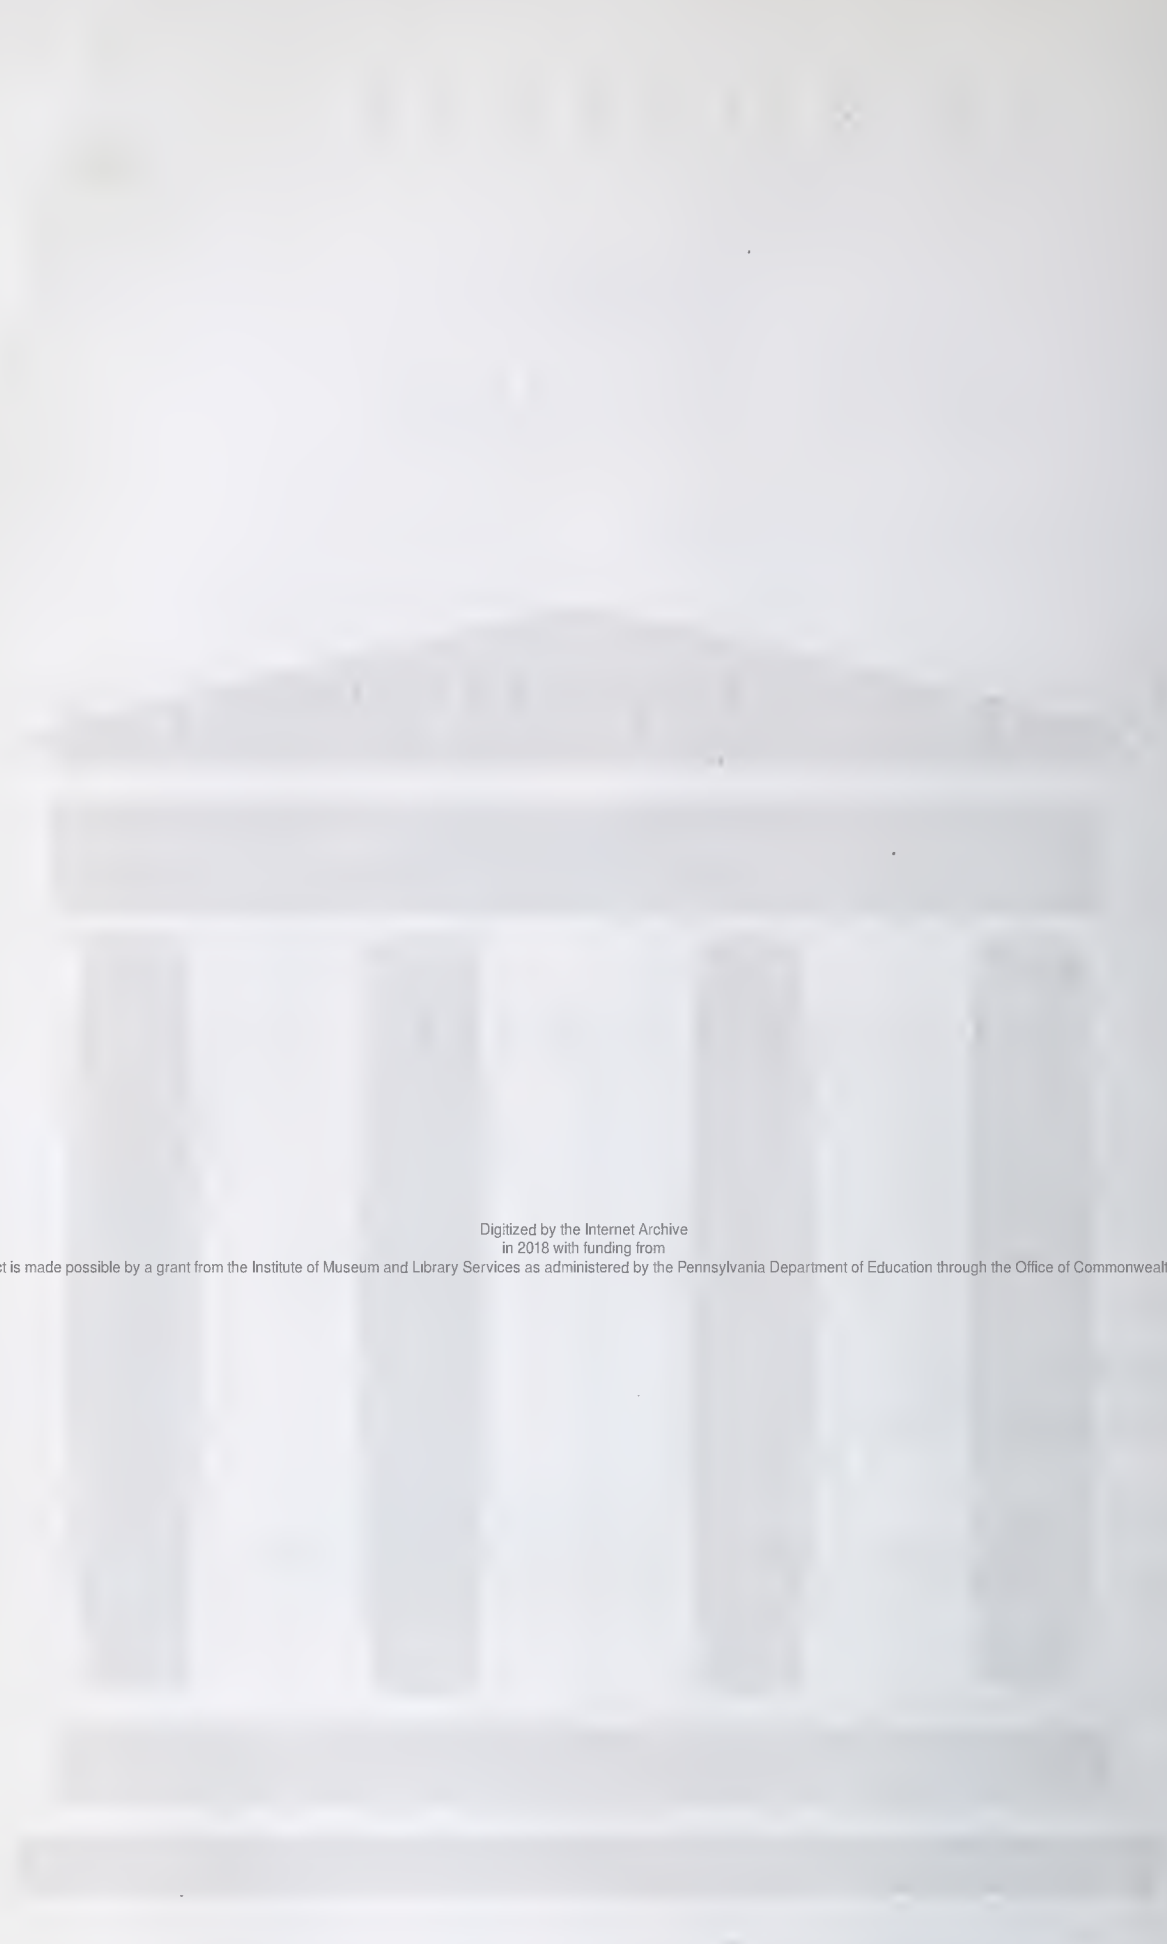 Digitized by the Internet Archive
in 2018 with funding from
is made possible by a grant from the Institute of Museum and Library Services as administered by the Pennsylvania Department of Education through the Office of